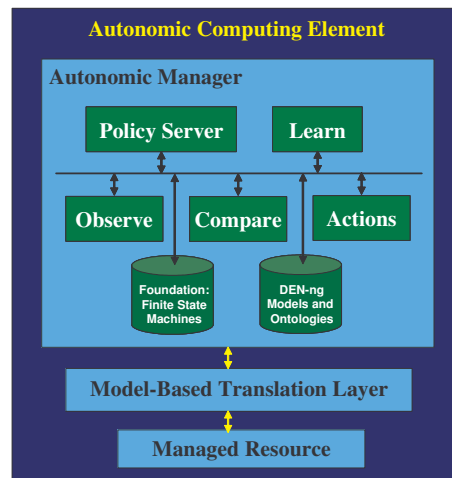 Autonomic Computing Element
Autonomic Manager
Policy Server
Learn
Observe
Compare
Actions
Foundation:
Finite State
Machines
DEN-ng
Models and
Ontologies
Model-Based Translation Layer
Managed Resource